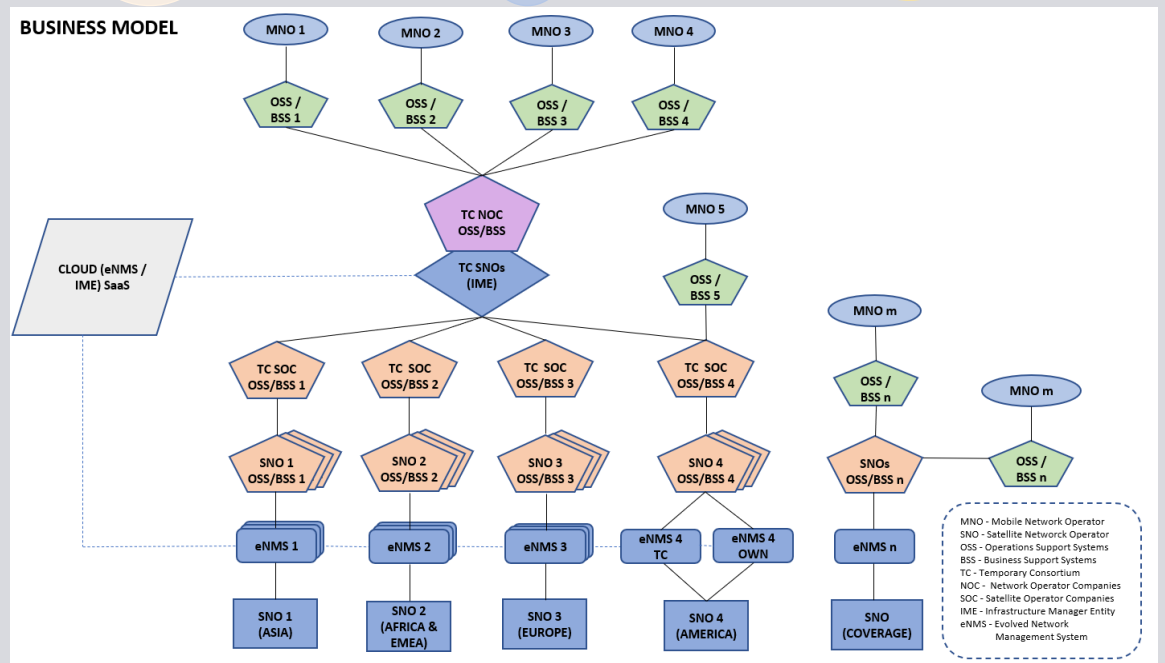 BUSINESS MODEL
MNO 1
MNO 2
MNO 3
MNO 4
OSS /
BSS 1
OSS /
BSS 2
OSS /
BSS 3
OSS /
BSS 4
TC NOC
OSS/BSS
MNO 5
CLOUD (eNMS /
IME) SaaS
TC SNOs
(IME)
OSS /
BSS 5
MNO m
TC SOC
OSS/BSS 1
TC SOC
OSS/BSS 2
TC SOC
OSS/BSS 3
TC SOC
OSS/BSS 4
OSS /
BSS n
MNO m
SNO 1
OSS/BSS 1
SNO 2
OSS/BSS 2
SNO 3
OSS/BSS 3
SNO 4
OSS/BSS 4
SNOs
OSS/BSS n
OSS /
BSS n
eNMS 1
eNMS 2
eNMS 3
eNMS 4
TC
eNMS 4
OWN
eNMS n
SNO 1
(ASIA)
SNO 2
(AFRICA &
EMEA)
SNO 3
(EUROPE)
SNO 4
(AMERICA)
SNO
(COVERAGE)
MNO - Mobile Network Operator
SNO - Satellite Networck Operator
OSS - Operations Support Systems
BSS - Business Support Systems
TC - Temporary Consortium
NOC - Network Operator Companies
SOC - Satellite Operator Companies
IME - Infrastructure Manager Entity
eNMS - Evolved Network
Management System